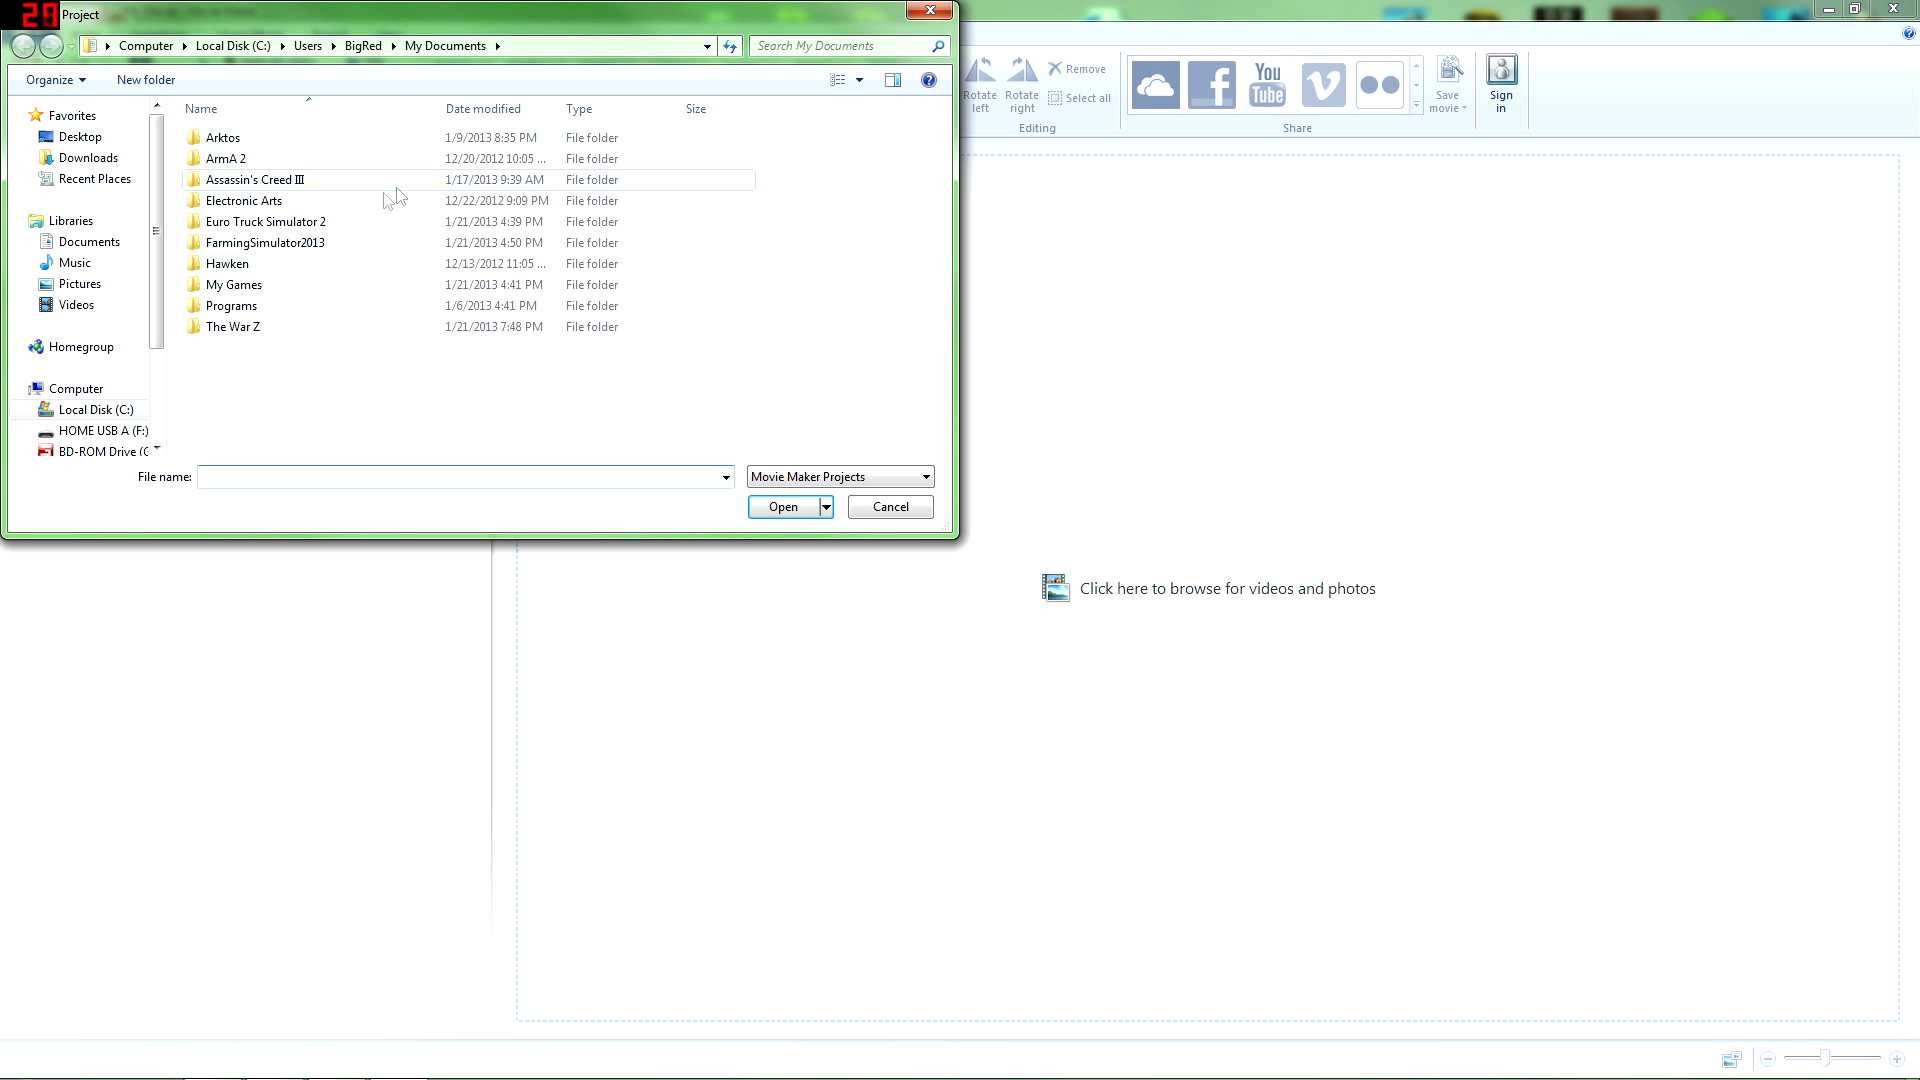 29 Project
Computer Local Disk (C:) Users BigRed My Documents
Search My Documents
Organize New folder
Name Date modified Type Size
Favorites
Desktop
Downloads
Recent Places
Libraries
Documents
Music
Pictures
Videos
Homegroup
Computer
Local Disk (C:)
HOME USB A (F:)
BD-ROM Drive (
Arktos 1/9/2013 8:35 PM File folder
ArmA 2 12/20/2012 10:05 ... File folder
Assassin's Creed III 1/17/2013 9:39 AM File folder
Electronic Arts 12/22/2012 9:09 PM File folder
Euro Truck Simulator 2 1/21/2013 4:39 PM File folder
FarmingSimulator2013 1/21/2013 4:50 PM File folder
Hawken 12/13/2012 11:05 ... File folder
My Games 1/21/2013 4:41 PM File folder
Programs 1/6/2013 4:41 PM File folder
The War Z 1/21/2013 7:48 PM File folder
File name: Movie Maker Projects
Open Cancel
Rotate left
Rotate right
Remove
Select all
Editing
You Tube
Share
Save movie
Sign in
Click here to browse for videos and photos